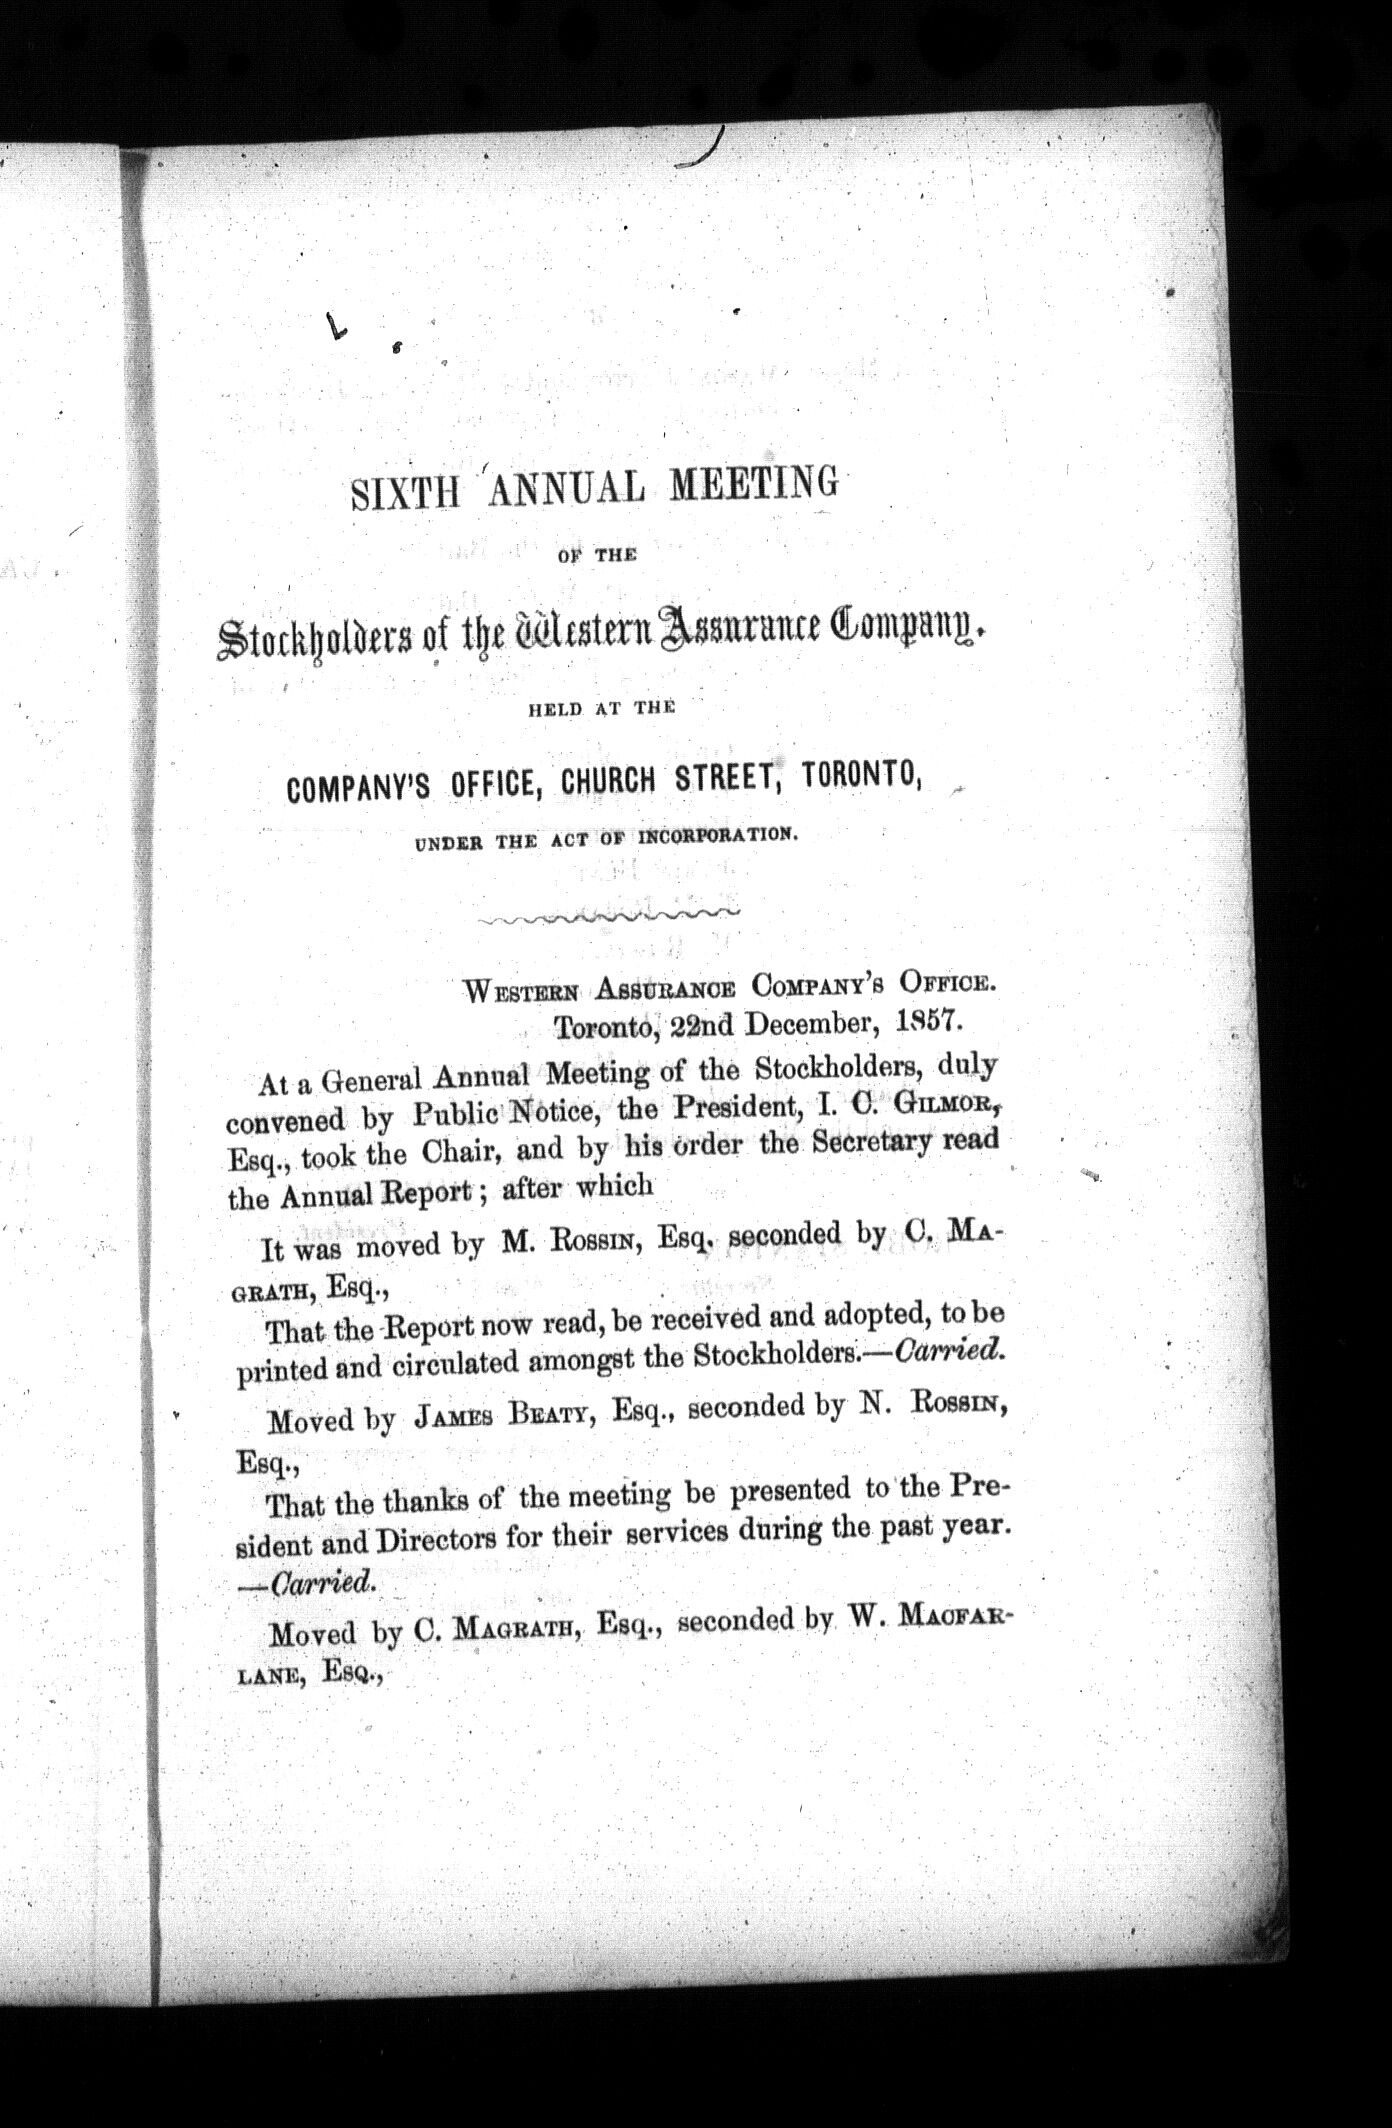 SIXTH ANNUAL MEETING
OF THE
Stockholders of the Western Assurance Company.
HELD AT THE
COMPANY'S OFFICE, CHURCH STREET, TORONTO,
UNDER THE ACT OF INCORPORATION.
WESTERN ASSURANCE COMPANY'S OFFICE.
Toronto, 22nd December, 1857.
At a General Annual Meeting of the Stockholders, duly
convened by Public Notice, the President, I. C. GILMOR,
Esq., took the Chair, and by his order the Secretary read
the Annual Report; after which
It was moved by M. ROSSIN, Esq. seconded by C. MA-
GRATH, Esq.,
That the Report now read, be received and adopted, to be
printed and circulated amongst the Stockholders.—Carried.
Moved by JAMES BEATY, Esq., seconded by N. ROSSIN,
Esq.,
That the thanks of the meeting be presented to the Pre-
sident and Directors for their services during the past year.
—Carried.
Moved by C. MAGRATH, Esq., seconded by W. MACFAR-
LANE, ESQ.,